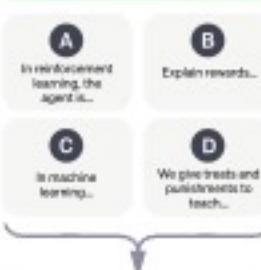 A
In reinforcement
learning, the
agent is...
B
Explain rewards...
C
In machine
learning...
D
We give treats and
punishments to
teach...